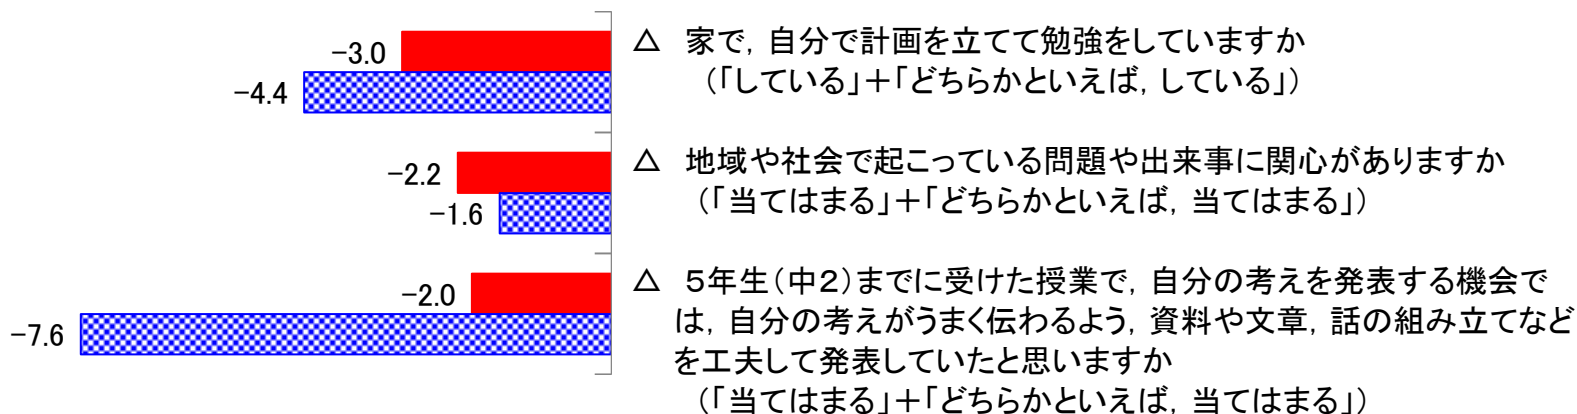 -3.0
-4.4
△ 家で，自分で計画を立てて勉強をしていますか
（「している」＋「どちらかといえば，している」）
-2.2
-1.6
△ 地域や社会で起こっている問題や出来事に関心がありますか
（「当てはまる」＋「どちらかといえば，当てはまる」）
-2.0
-7.6
△ ５年生（中２）までに受けた授業で，自分の考えを発表する機会で
は，自分の考えがうまく伝わるよう，資料や文章，話の組み立てなど
を工夫して発表していたと思いますか
（「当てはまる」＋「どちらかといえば，当てはまる」）